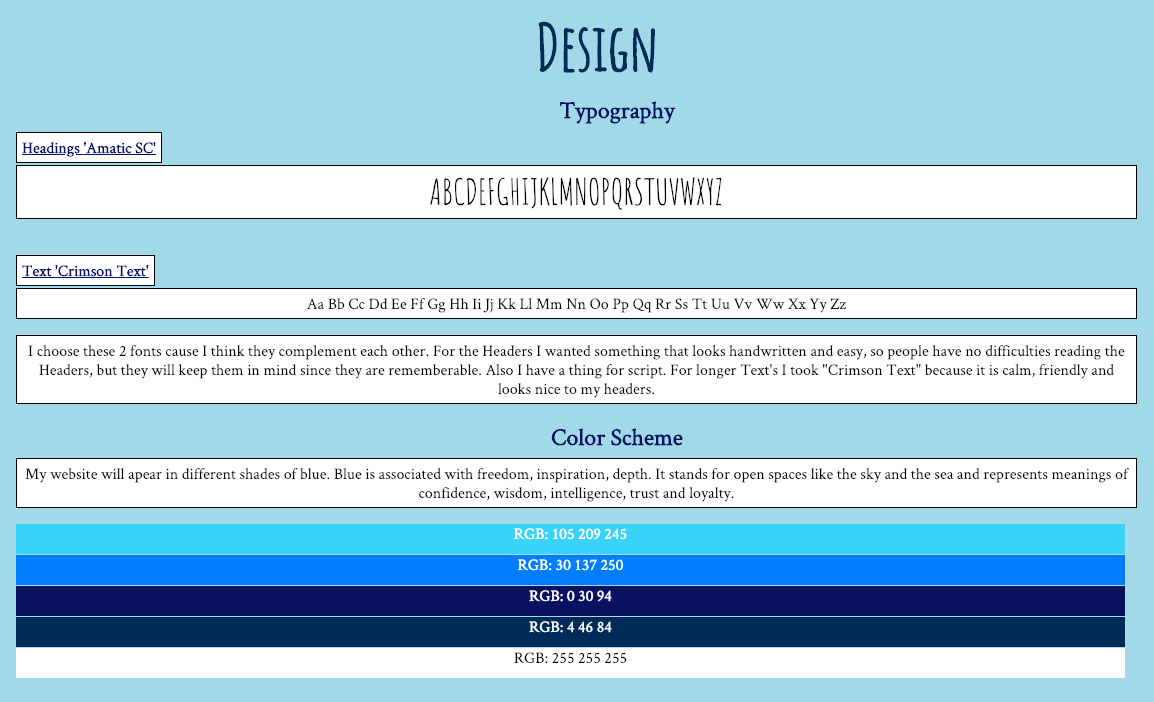 DESIGN
Typography
Headings 'Amatic SC'
ABCDEFGHIJKLMNOPQRSTUVWXYZ
Text 'Crimson Text'
Aa Bb Cc Dd Ee Ff Gg Hh Ii Jj Kk Ll Mm Nn Oo Pp Qq Rr Ss Tt Uu Vv Ww Xx Yy Zz
I choose these 2 fonts cause I think they complement each other. For the Headers I wanted something that looks handwritten and easy, so people have no difficulties reading the
Headers, but they will keep them in mind since they are rememberable. Also I have a thing for script. For longer Text's I took "Crimson Text" because it is calm, friendly and
looks nice to my headers.
Color Scheme
My website will apear in different shades of blue. Blue is associated with freedom, inspiration, depth. It stands for open spaces like the sky and the sea and represents meanings of
confidence, wisdom, intelligence, trust and loyalty.
RGB: 105 209 245
RGB: 30 137 250
RGB: 0 30 94
RGB: 4 46 84
RGB: 255 255 255